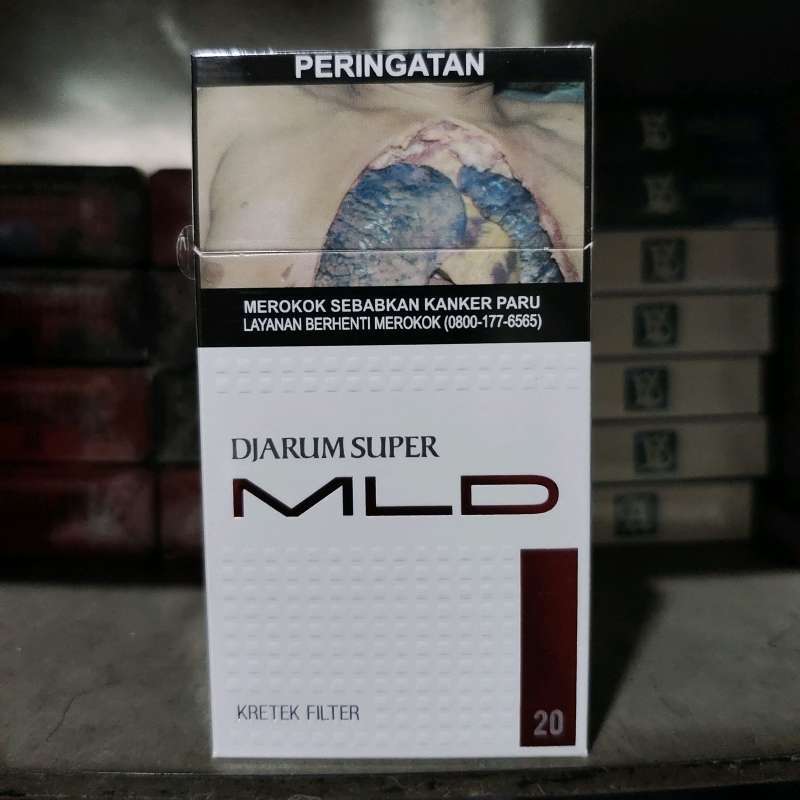 PERINGATAN
MEROKOK SEBABKAN KANKER PARU
LAYANAN BERHENTI MEROKOK (0800-177-6565)
DJARUM SUPER
MLD
KRETEK FILTER
20